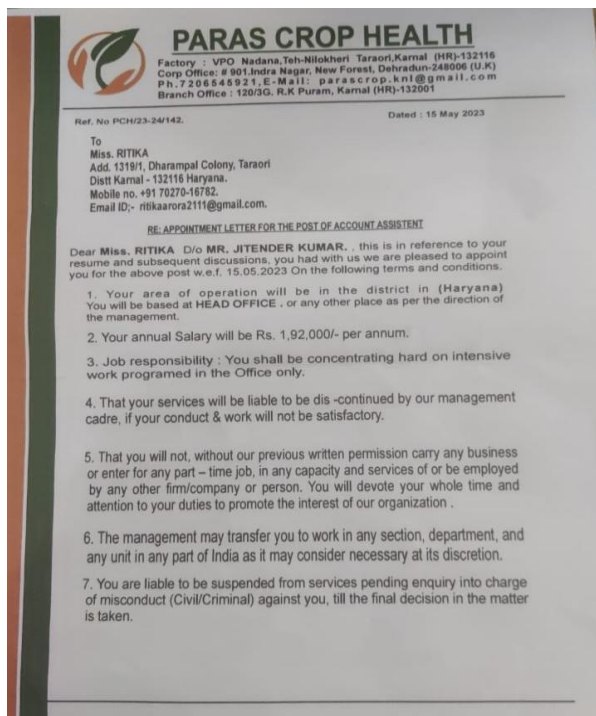 PARAS CROP HEALTH
Factory : VPO Nadana,Teh-Nilokheri Taraori,Karnal (HR)-132116
Corp Office: # 901.Indra Nagar, New Forest, Dehradun-248006 (U.K)
Ph.7206545921,E-Mail: parascrop.knl@gmail.com
Branch Office : 120/3G. R.K Puram, Karnal (HR)-132001
Ref. No PCH/23-24/142.
Dated : 15 May 2023
To
Miss. RITIKA
Add. 1319/1, Dharampal Colony, Taraori
Distt Karnal - 132116 Haryana.
Mobile no. +91 70270-16782.
Email ID;- ritikaarora2111@gmail.com.
RE: APPOINTMENT LETTER FOR THE POST OF ACCOUNT ASSISTENT
Dear Miss. RITIKA D/o MR. JITENDER KUMAR. , this is in reference to your
resume and subsequent discussions, you had with us we are pleased to appoint
you for the above post w.e.f. 15.05.2023 On the following terms and conditions.
1. Your area of operation will be in the district in (Haryana)
You will be based at HEAD OFFICE , or any other place as per the direction of
the management.
2. Your annual Salary will be Rs. 1,92,000/- per annum.
3. Job responsibility : You shall be concentrating hard on intensive
work programed in the Office only.
4. That your services will be liable to be dis -continued by our management
cadre, if your conduct & work will not be satisfactory.
5. That you will not, without our previous written permission carry any business
or enter for any part – time job, in any capacity and services of or be employed
by any other firm/company or person. You will devote your whole time and
attention to your duties to promote the interest of our organization .
6. The management may transfer you to work in any section, department, and
any unit in any part of India as it may consider necessary at its discretion.
7. You are liable to be suspended from services pending enquiry into charge
of misconduct (Civil/Criminal) against you, till the final decision in the matter
is taken.